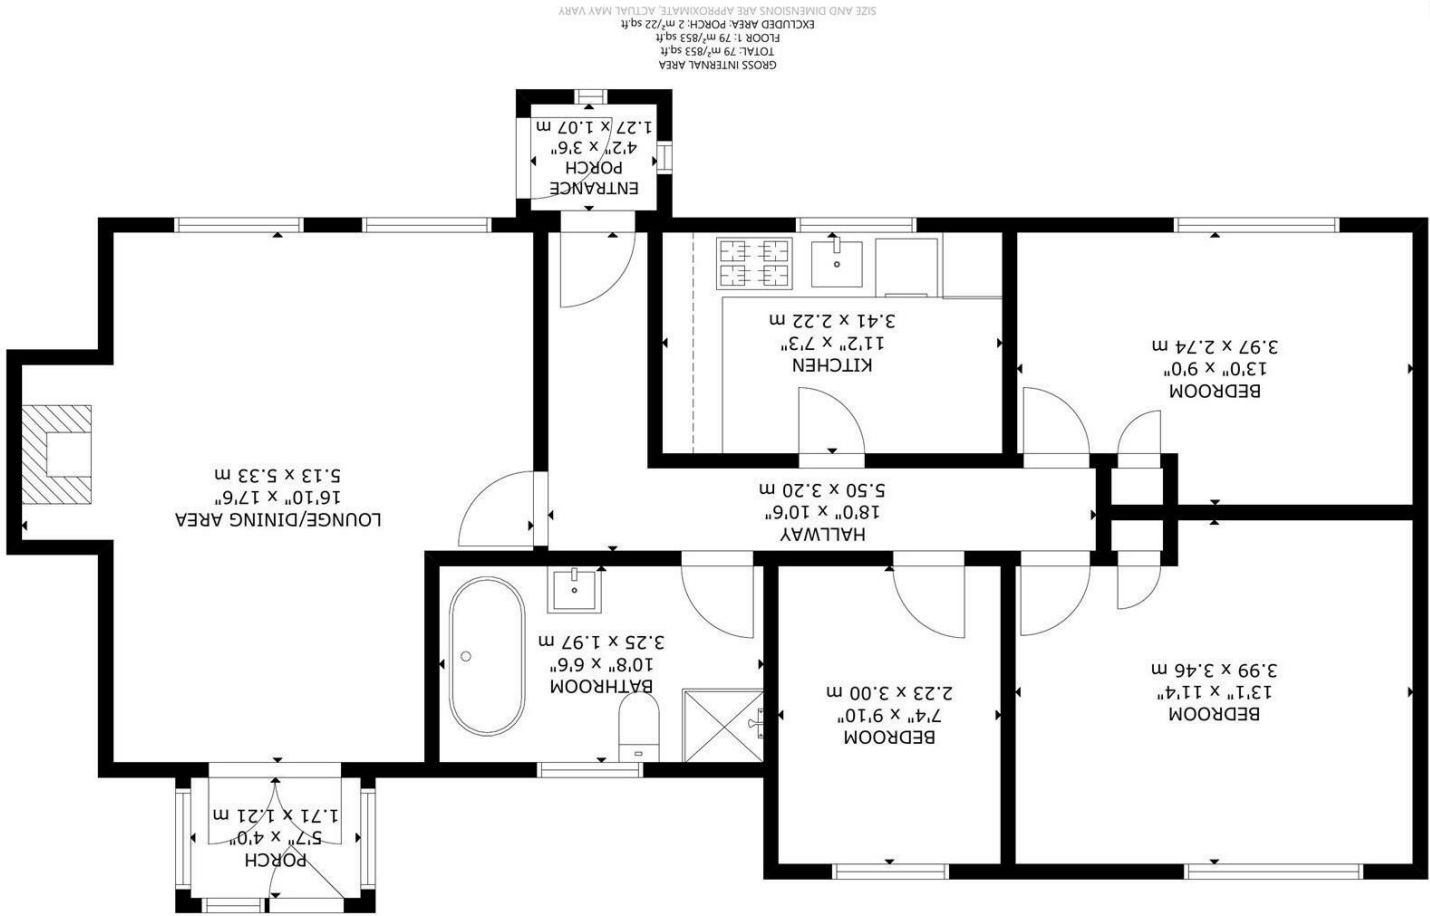 PORCH
5'7" x 4'0"
1.71 x 1.21 m
BEDROOM
13'1" x 11'4"
3.99 x 3.46 m
BEDROOM
7'4" x 9'10"
2.23 x 3.00 m
BATHROOM
10'8" x 6'6"
3.25 x 1.97 m
HALLWAY
18'0" x 10'6"
5.50 x 3.20 m
LOUNGE/DINING AREA
16'10" x 17'6"
5.13 x 5.33 m
BEDROOM
13'0" x 9'0"
3.97 x 2.74 m
KITCHEN
11'2" x 7'3"
3.41 x 2.22 m
ENTRANCE
PORCH
4'2" x 3'6"
1.27 x 1.07 m
GROSS INTERNAL AREA
TOTAL: 79 m²/853 sq.ft
FLOOR 1: 79 m²/853 sq.ft
EXCLUDED AREA: PORCH: 2 m²/22 sq.ft
SIZE AND DIMENSIONS ARE APPROXIMATE, ACTUAL MAY VARY